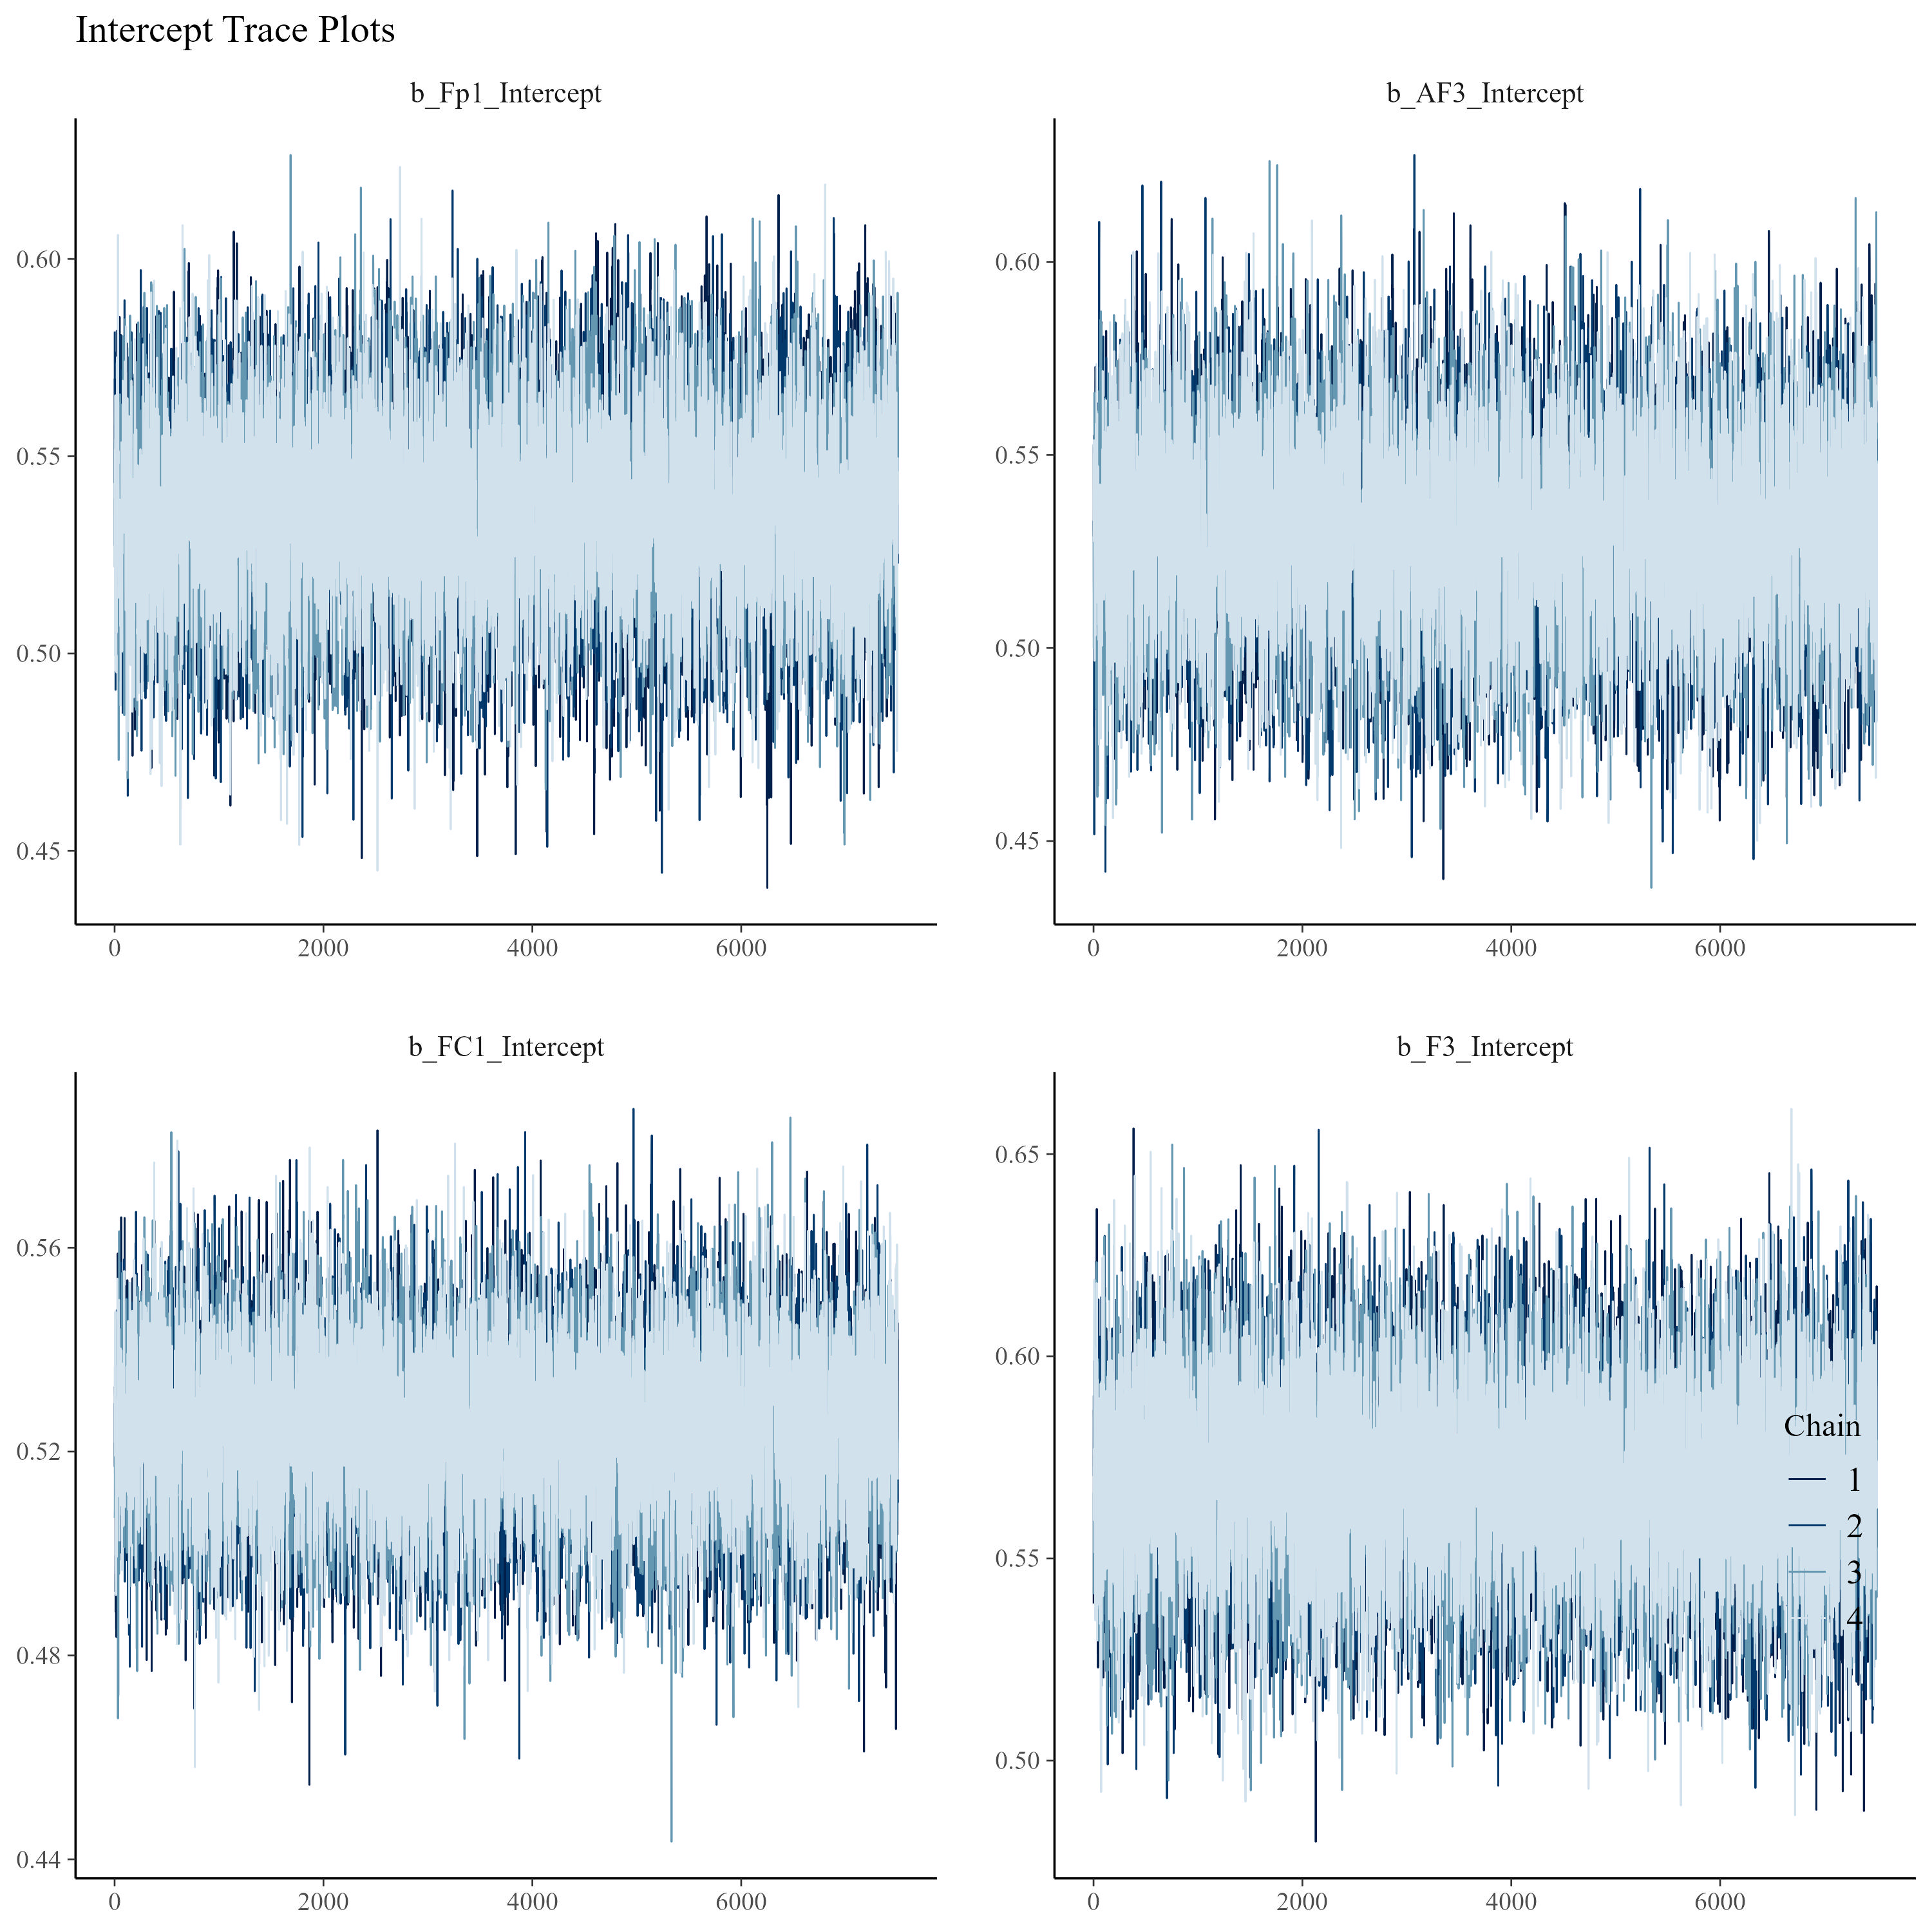 Intercept Trace Plots
b_Fp1_Intercept
0.60
0.55
0.50
0.45
0 2000 4000 6000
b_AF3_Intercept
0.60
0.55
0.50
0.45
0 2000 4000 6000
b_FC1_Intercept
0.56
0.52
0.48
0.44
0 2000 4000 6000
b_F3_Intercept
0.65
0.60
0.55
0.50
0 2000 4000 6000
Chain
1
2
3
4